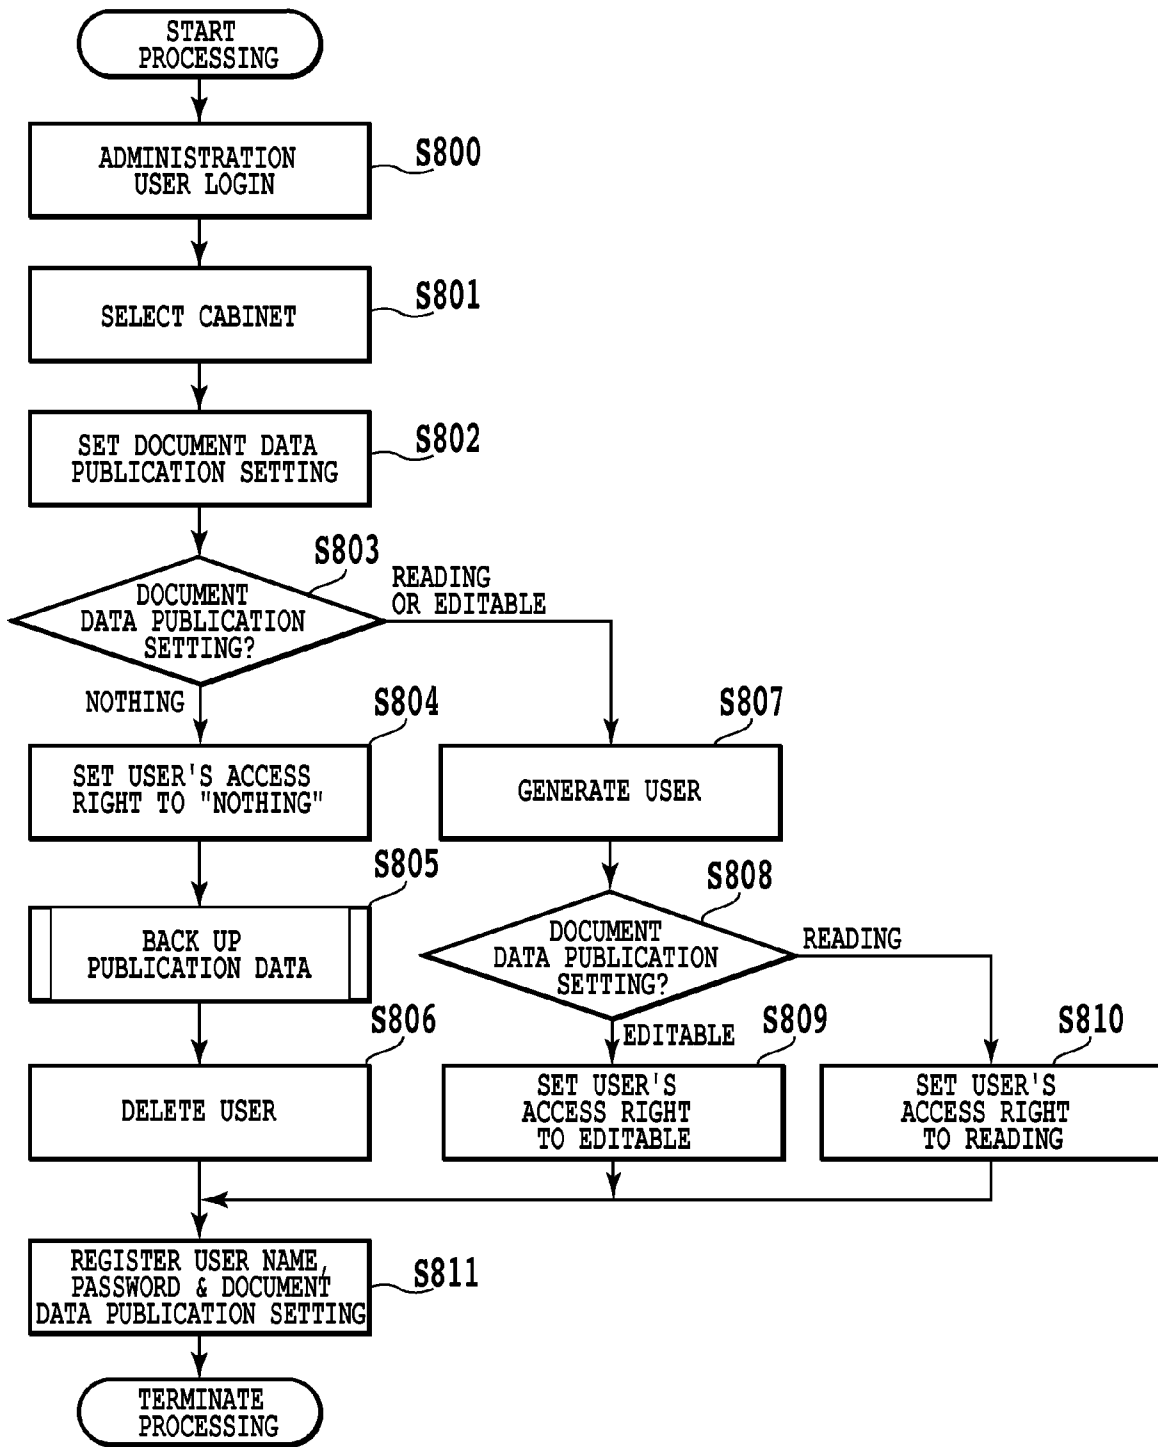 START
PROCESSING
ADMINISTRATION
USER LOGIN
S800
SELECT CABINET
S801
SET DOCUMENT DATA
PUBLICATION SETTING
S802
DOCUMENT
DATA PUBLICATION
SETTING?
S803
READING
OR EDITABLE
NOTHING
S804
SET USER'S ACCESS
RIGHT TO "NOTHING"
S807
GENERATE USER
S805
BACK UP
PUBLICATION DATA
S808
DOCUMENT
DATA PUBLICATION
SETTING?
READING
EDITABLE
S806
DELETE USER
S809
SET USER'S
ACCESS RIGHT
TO EDITABLE
S810
SET USER'S
ACCESS RIGHT
TO READING
REGISTER USER NAME,
PASSWORD & DOCUMENT
DATA PUBLICATION SETTING
S811
TERMINATE
PROCESSING